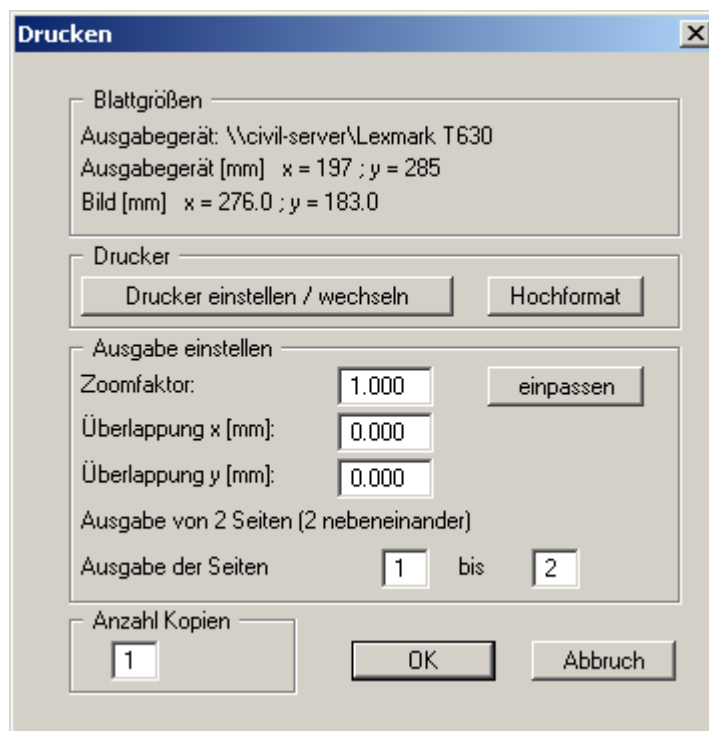 Drucken
Blattgrößen
Ausgabegerät: \\civil-server\Lexmark T630
Ausgabegerät [mm] x = 197 ; y = 285
Bild [mm] x = 276.0 ; y = 183.0
Drucker
Drucker einstellen / wechseln Hochformat
Ausgabe einstellen
Zoomfaktor: 1.000 einpassen
Überlappung x [mm]: 0.000
Überlappung y [mm]: 0.000
Ausgabe von 2 Seiten (2 nebeneinander)
Ausgabe der Seiten 1 bis 2
Anzahl Kopien
1 OK Abbruch